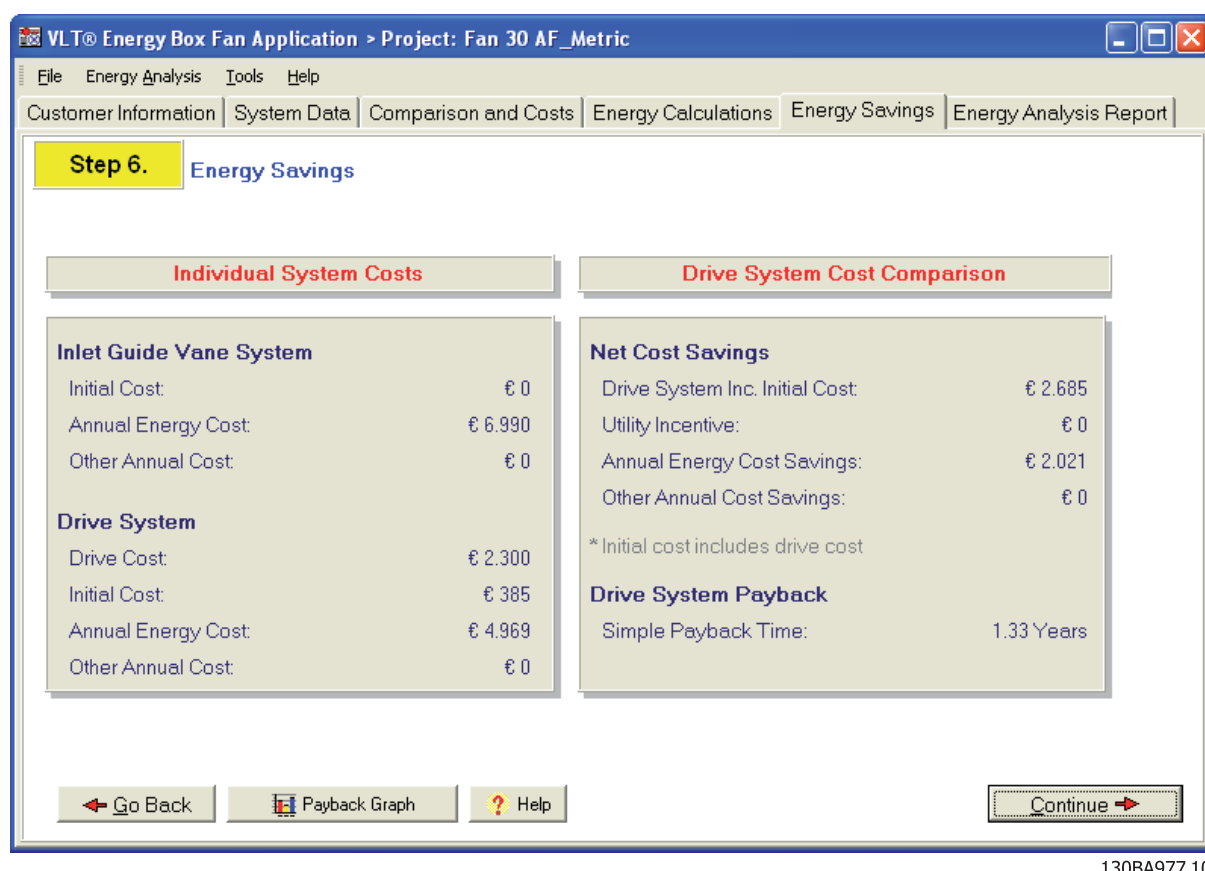 VLT® Energy Box Fan Application > Project: Fan 30 AF_Metric
File Energy Analysis Tools Help
Customer Information System Data Comparison and Costs Energy Calculations Energy Savings Energy Analysis Report
Step 6. Energy Savings
Individual System Costs
Inlet Guide Vane System
Initial Cost: € 0
Annual Energy Cost: € 6.990
Other Annual Cost: € 0
Drive System
Drive Cost: € 2.300
Initial Cost: € 385
Annual Energy Cost: € 4.969
Other Annual Cost: € 0
Drive System Cost Comparison
Net Cost Savings
Drive System Inc. Initial Cost: € 2.685
Utility Incentive: € 0
Annual Energy Cost Savings: € 2.021
Other Annual Cost Savings: € 0
* Initial cost includes drive cost
Drive System Payback
Simple Payback Time: 1.33 Years
Go Back Payback Graph ? Help Continue
130BA977.10